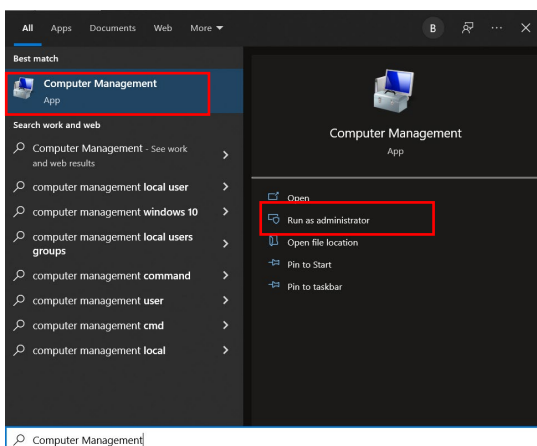 All Apps Documents Web More
B
Best match
Computer Management
App
Search work and web
Computer Management - See work
and web results
computer management local user
computer management windows 10
computer management local users
groups
computer management command
computer management user
computer management cmd
computer management local
Computer Management
App
Open
Run as administrator
Open file location
Pin to Start
Pin to taskbar
Computer Management